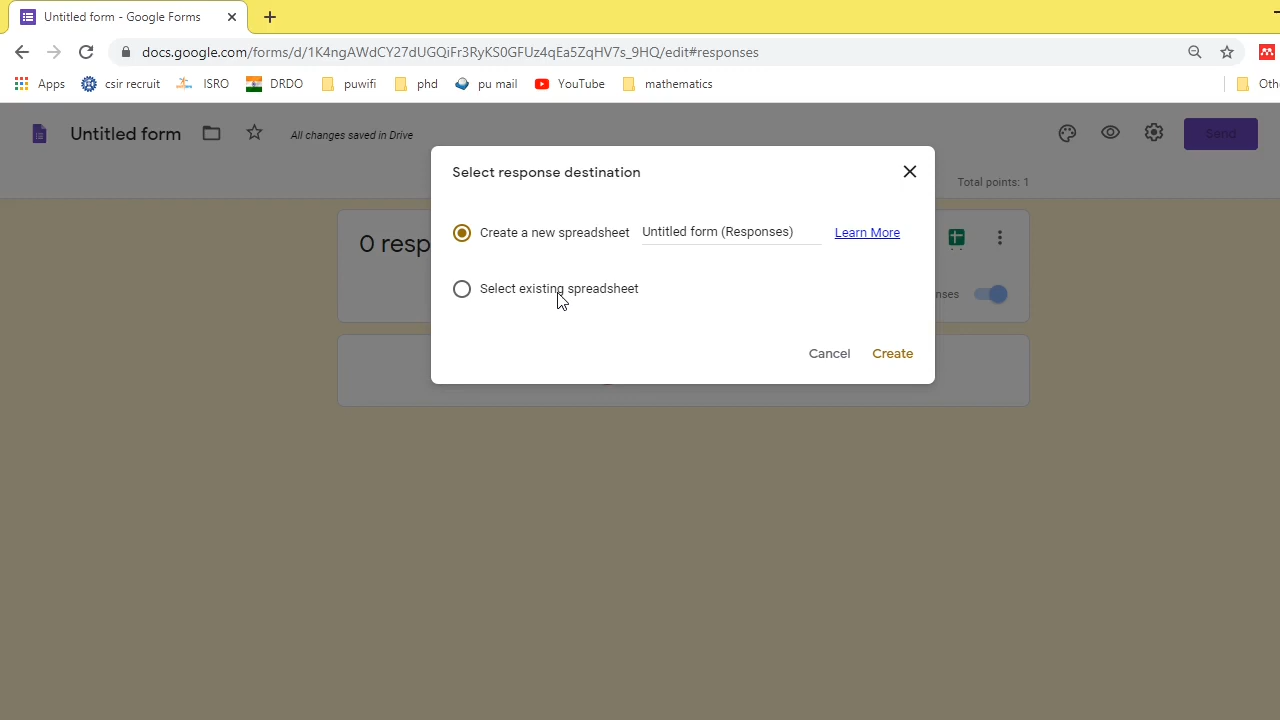 Untitled form - Google Forms
docs.google.com/forms/d/1K4ngAWdCY27dUGQiFr3RyKS0GFUz4qEa5ZqHV7s_9HQ/edit#responses
Apps csir recruit ISRO DRDO puwifi phd pu mail YouTube mathematics Oth
Untitled form All changes saved in Drive Send
Select response destination
Total points: 1
Create a new spreadsheet Untitled form (Responses) Learn More
0 resp
Select existing spreadsheet
nses
Cancel Create